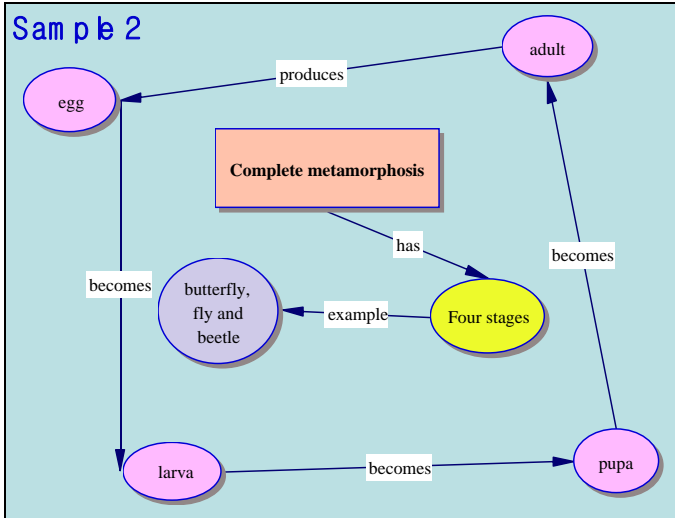 Sample 2
adult
produces
egg
Complete metamorphosis
has
becomes
becomes
butterfly,
fly and
beetle
example
Four stages
larva
becomes
pupa